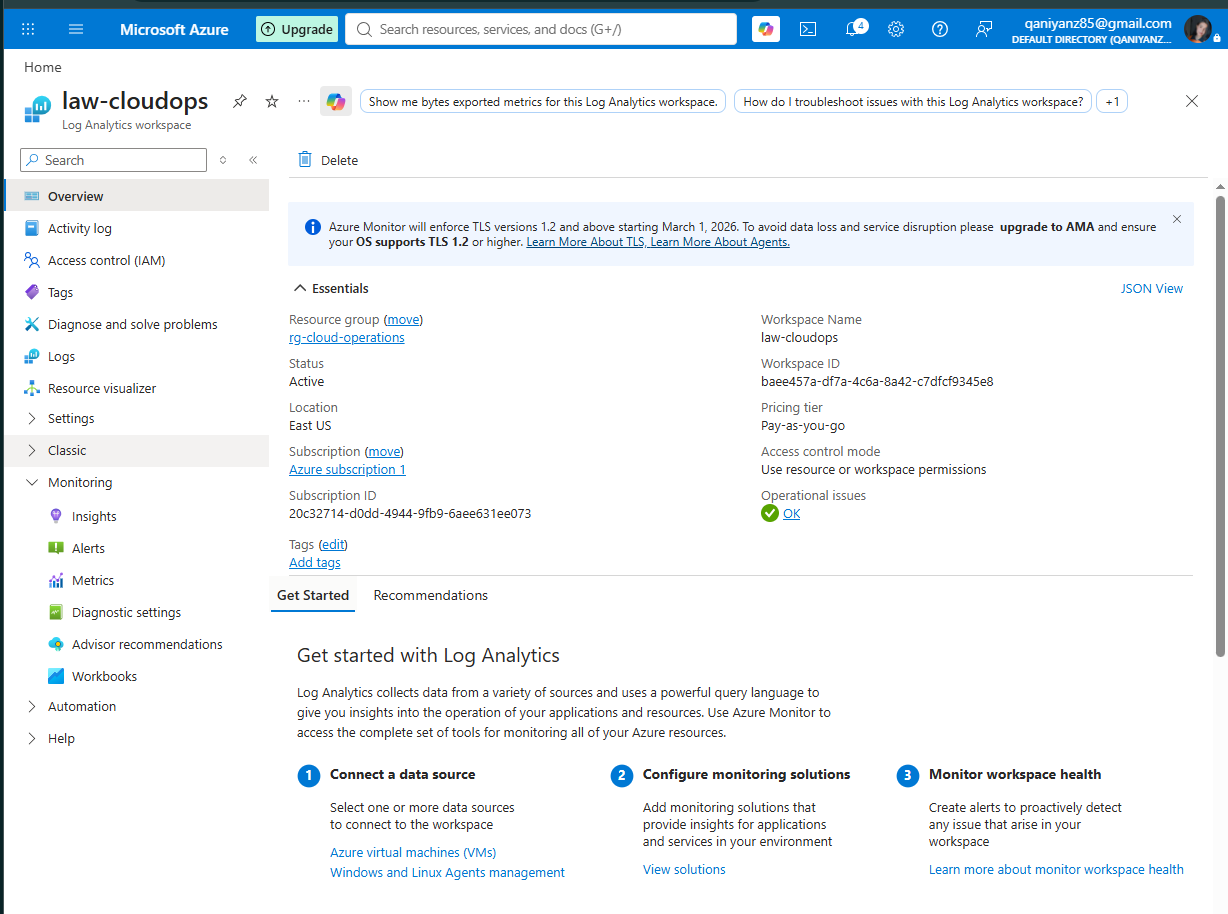 Microsoft Azure
Upgrade
Search resources, services, and docs (G+/)
4
qaniyanz85@gmail.com
DEFAULT DIRECTORY (QANIYANZ...
Home
law-cloudops
Log Analytics workspace
Show me bytes exported metrics for this Log Analytics workspace.
How do I troubleshoot issues with this Log Analytics workspace?
+1
Search
Delete
Overview
Activity log
Access control (IAM)
Tags
Diagnose and solve problems
Logs
Resource visualizer
Settings
Classic
Monitoring
Insights
Alerts
Metrics
Diagnostic settings
Advisor recommendations
Workbooks
Automation
Help
Azure Monitor will enforce TLS versions 1.2 and above starting March 1, 2026. To avoid data loss and service disruption please upgrade to AMA and ensure
your OS supports TLS 1.2 or higher. Learn More About TLS, Learn More About Agents.
Essentials
JSON View
Resource group (move)
rg-cloud-operations
Status
Active
Location
East US
Subscription (move)
Azure subscription 1
Subscription ID
20c32714-d0dd-4944-9fb9-6aee631ee073
Tags (edit)
Add tags
Workspace Name
law-cloudops
Workspace ID
baee457a-df7a-4c6a-8a42-c7dfcf9345e8
Pricing tier
Pay-as-you-go
Access control mode
Use resource or workspace permissions
Operational issues
OK
Get Started
Recommendations
Get started with Log Analytics
Log Analytics collects data from a variety of sources and uses a powerful query language to
give you insights into the operation of your applications and resources. Use Azure Monitor to
access the complete set of tools for monitoring all of your Azure resources.
1
Connect a data source
Select one or more data sources
to connect to the workspace
Azure virtual machines (VMs)
Windows and Linux Agents management
2
Configure monitoring solutions
Add monitoring solutions that
provide insights for applications
and services in your environment
View solutions
3
Monitor workspace health
Create alerts to proactively detect
any issue that arise in your
workspace
Learn more about monitor workspace health